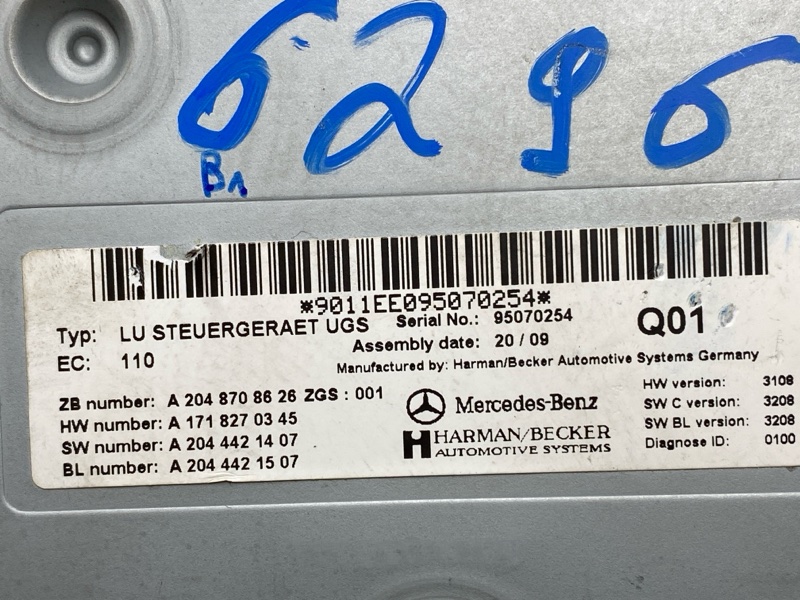 6296
B1
*9011EE095070254*
Typ: LU STEUERGERAET UGS Serial No.: 95070254 Q01
EC: 110 Assembly date: 20 / 09
Manufactured by: Harman/Becker Automotive Systems Germany
ZB number: A 204 870 86 26 ZGS : 001
HW number: A 171 827 03 45
SW number: A 204 442 14 07
BL number: A 204 442 15 07
Mercedes-Benz
HARMAN/BECKER
AUTOMOTIVE SYSTEMS
HW version: 3108
SW C version: 3208
SW BL version: 3208
Diagnose ID: 0100